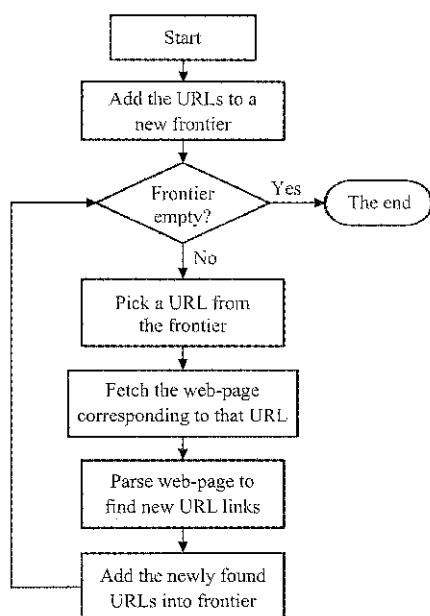 Start
Add the URLs to a
new frontier
Frontier
empty?
Yes
The end
No
Pick a URL from
the frontier
Fetch the web-page
corresponding to that URL
Parse web-page to
find new URL links
Add the newly found
URLs into frontier